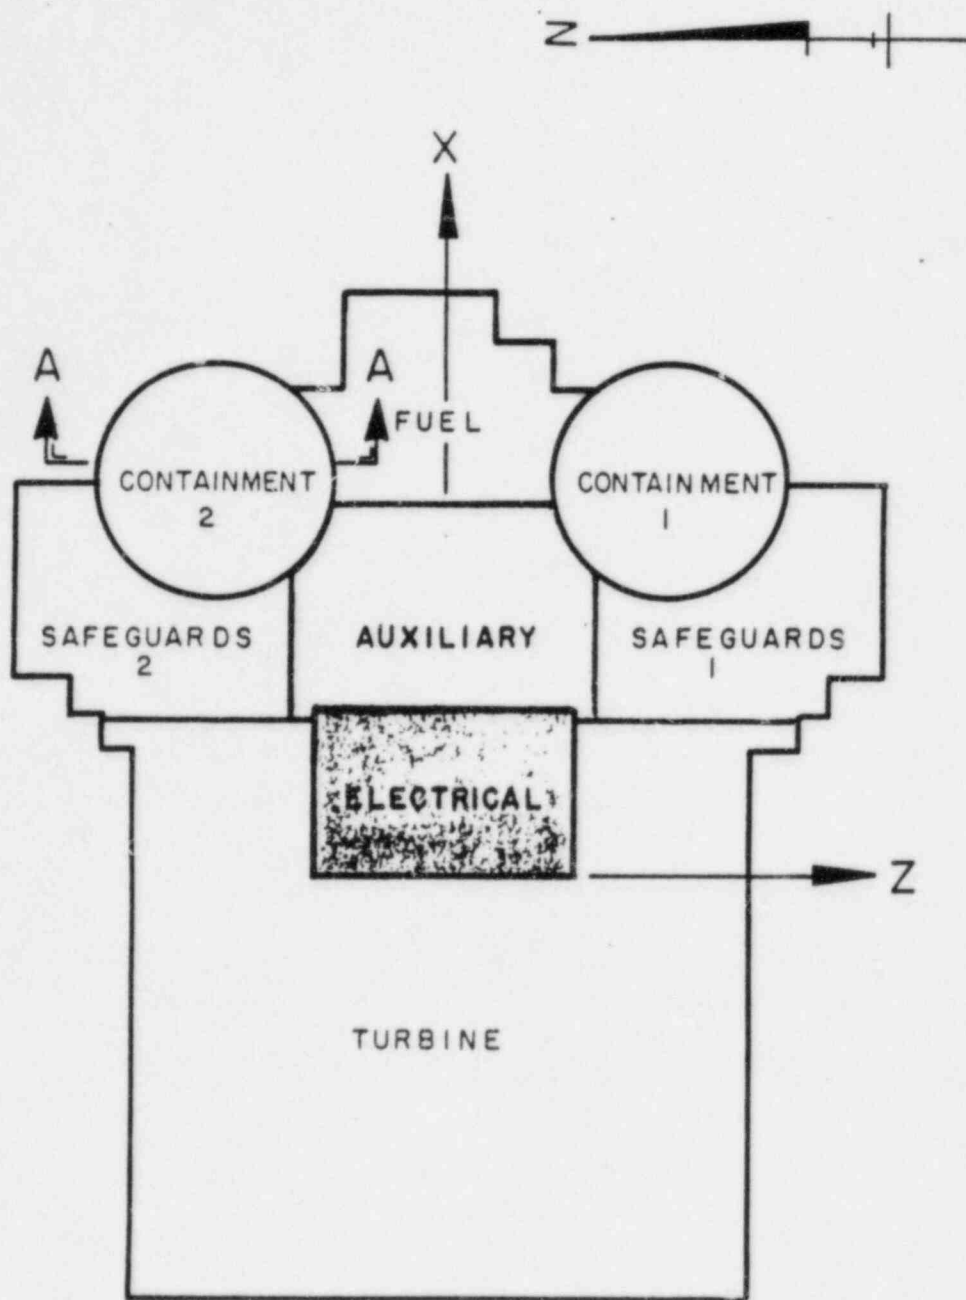 N
X
A A
FUEL
CONTAINMENT
2
CONTAINMENT
1
SAFEGUARDS
2
AUXILIARY
SAFEGUARDS
1
ELECTRICAL
Z
TURBINE